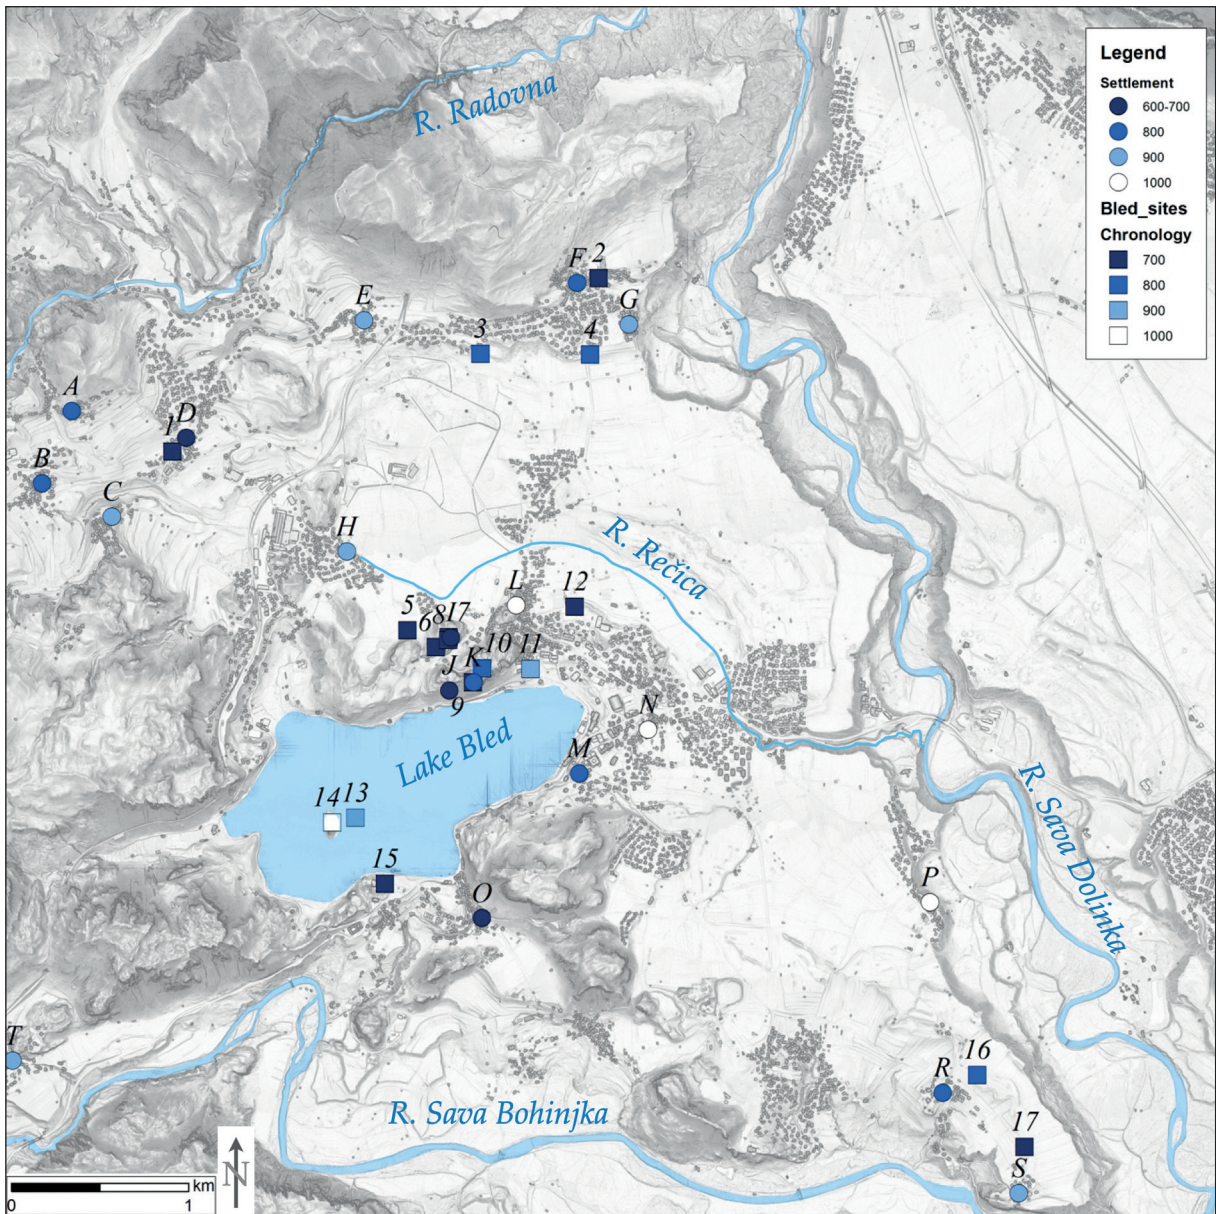 R. Radovna
Legend
Settlement
600-700
800
900
1000
Bled_sites
Chronology
700
800
900
1000
F 2
E
G
3
4
A
1 D
B
C
H
R. Rečica
L
12
5
6 8 I 7
10
11
J K
9
N
Lake Bled
M
14 13
R. Sava Dolinka
15
O
P
T
16
R
R. Sava Bohinjka
17
S
N
km
0 1